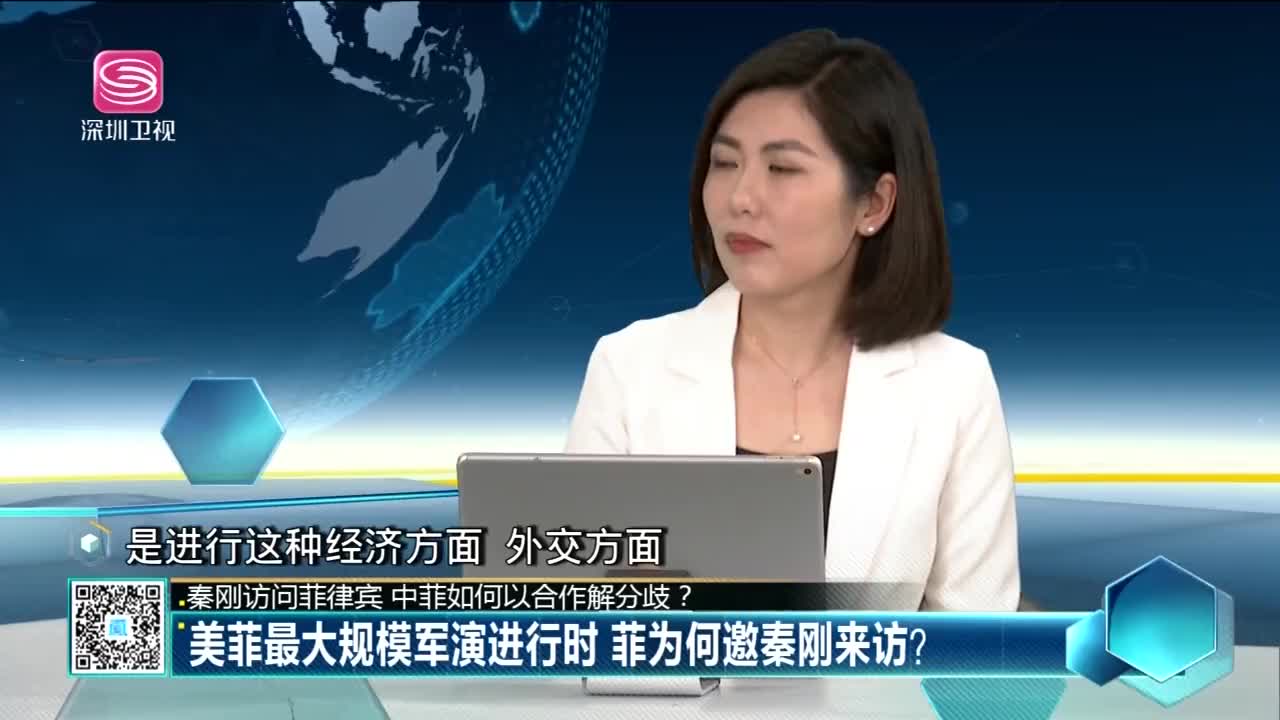 深圳卫视
是进行这种经济方面 外交方面
秦刚访问菲律宾 中菲如何以合作解分歧？
美菲最大规模军演进行时 菲为何邀秦刚来访？